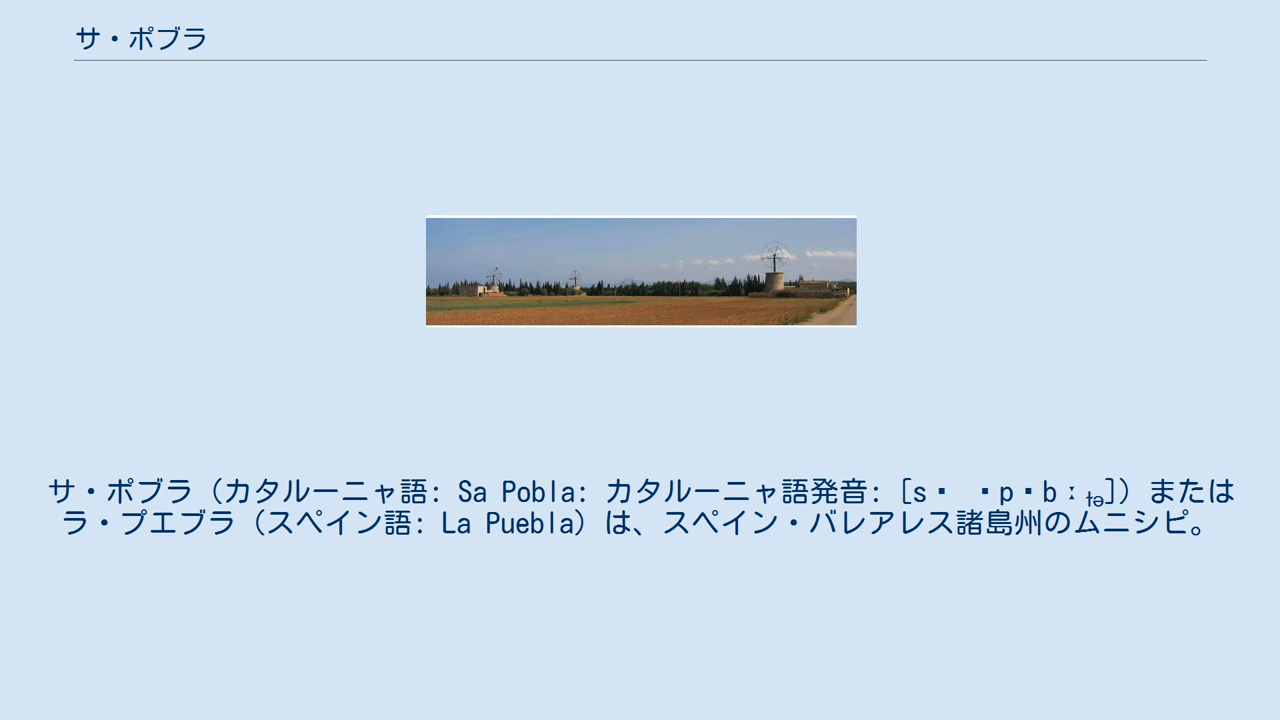 サ・ポブラ
サ・ポブラ（カタルーニャ語: Sa Pobla: カタルーニャ語発音: [s▪ ▪p▪bːɫə]）または
ラ・プエブラ（スペイン語: La Puebla）は、スペイン・バレアレス諸島州のムニシピ。